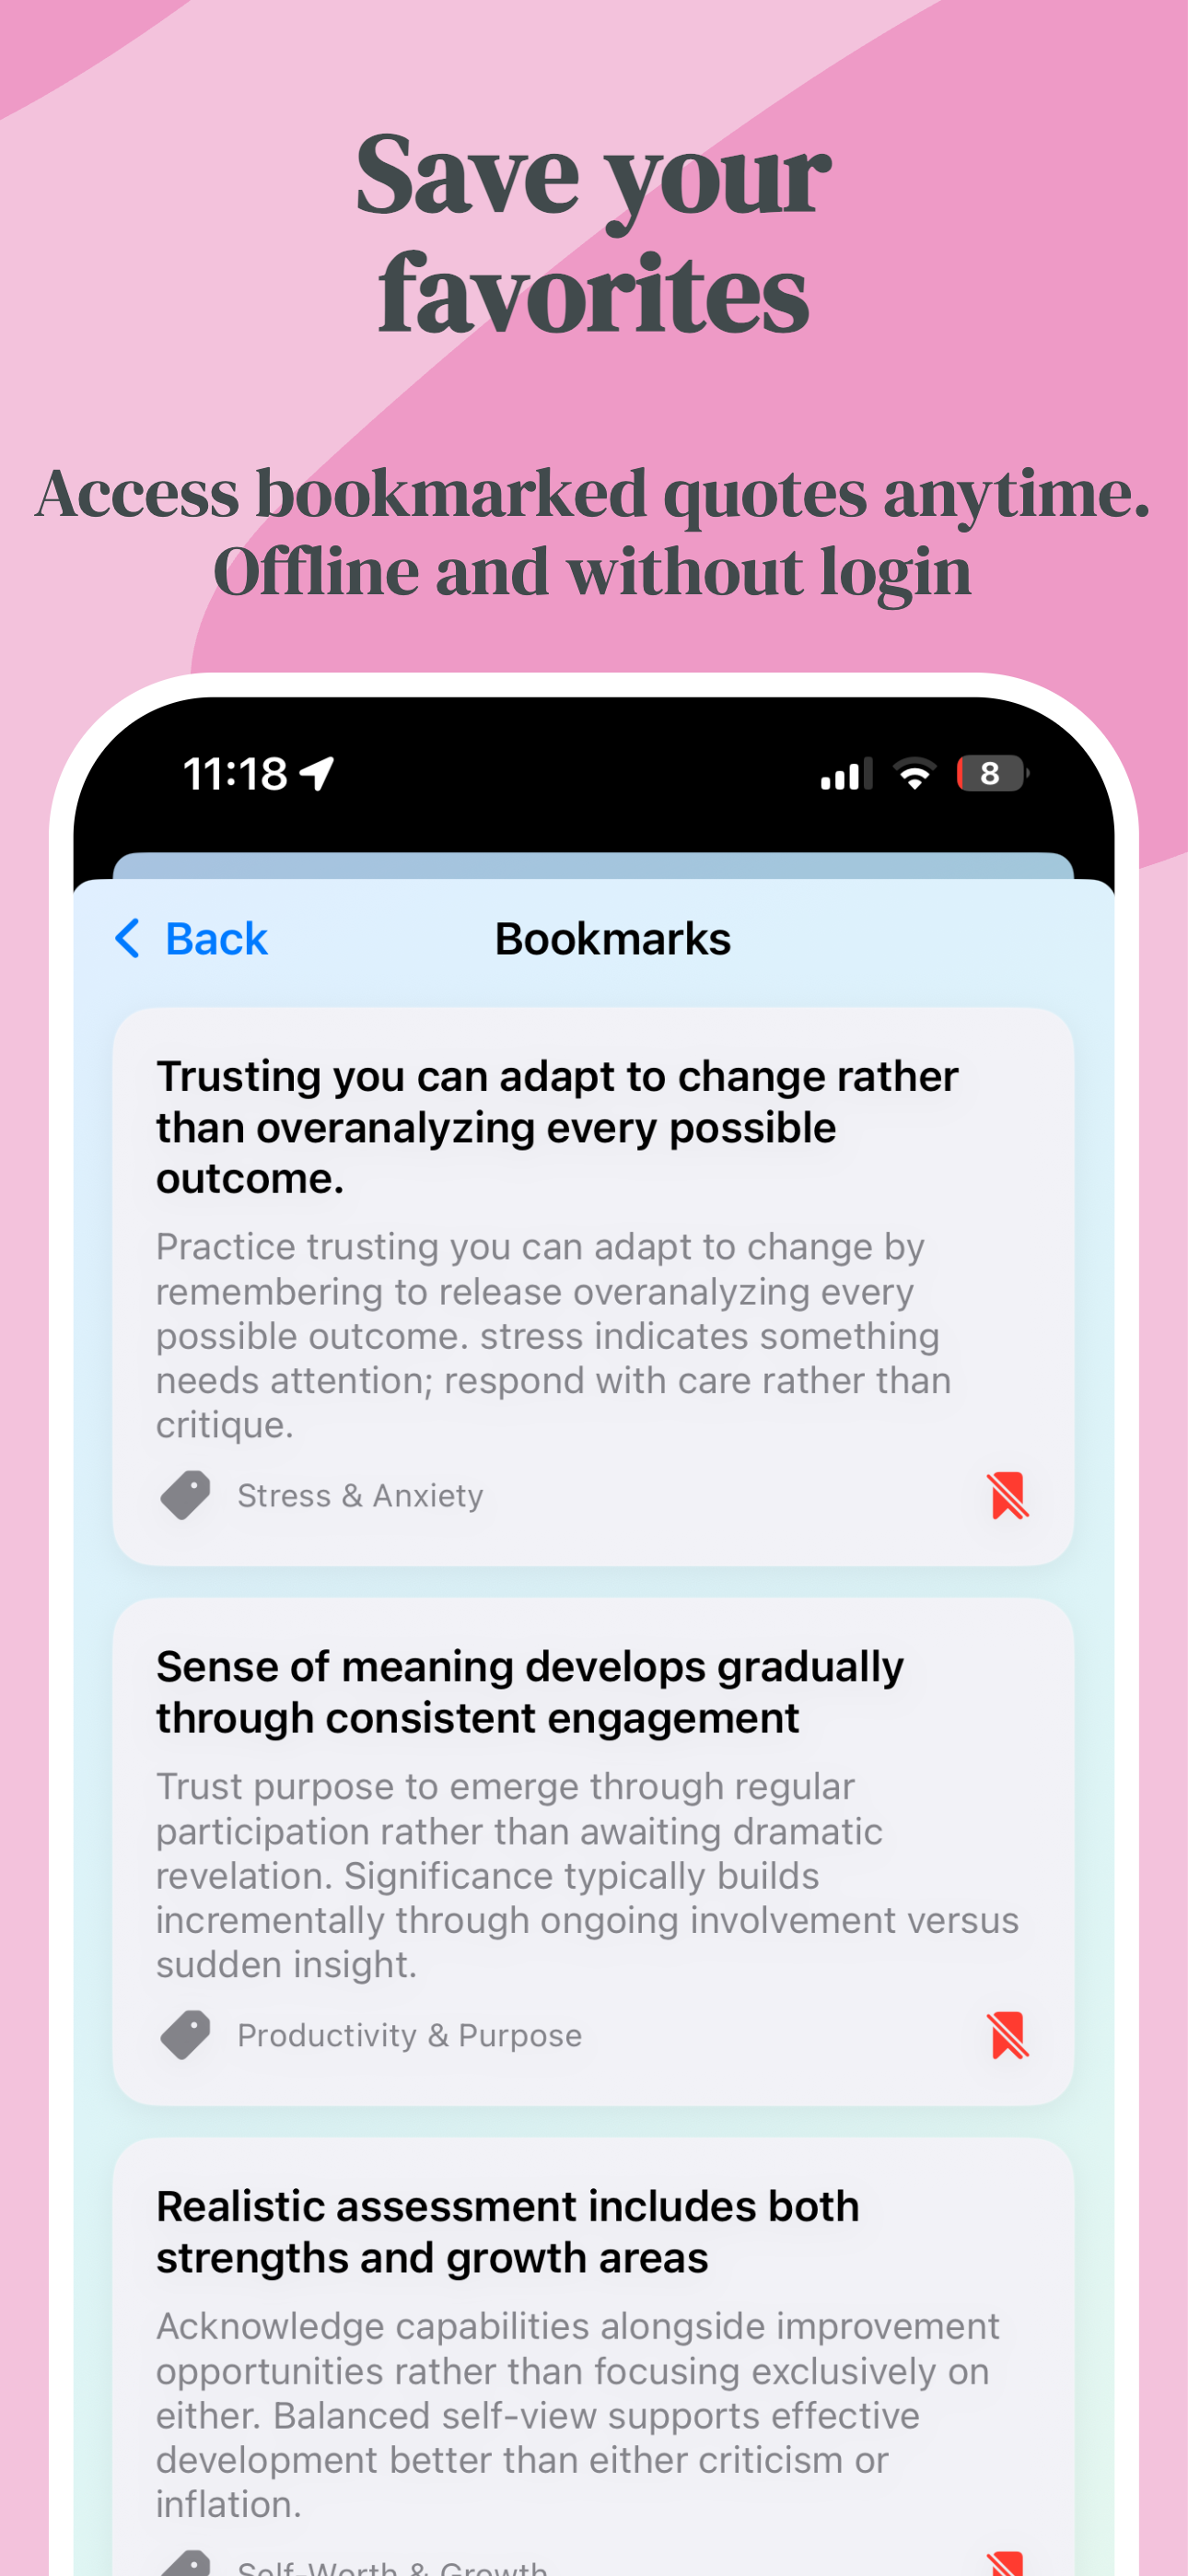 Save your
favorites
Access bookmarked quotes anytime.
Offline and without login
11:18
8
Back
Bookmarks
Trusting you can adapt to change rather
than overanalyzing every possible
outcome.
Practice trusting you can adapt to change by
remembering to release overanalyzing every
possible outcome. stress indicates something
needs attention; respond with care rather than
critique.
Stress & Anxiety
Sense of meaning develops gradually
through consistent engagement
Trust purpose to emerge through regular
participation rather than awaiting dramatic
revelation. Significance typically builds
incrementally through ongoing involvement versus
sudden insight.
Productivity & Purpose
Realistic assessment includes both
strengths and growth areas
Acknowledge capabilities alongside improvement
opportunities rather than focusing exclusively on
either. Balanced self-view supports effective
development better than either criticism or
inflation.
Self-Worth & Growth